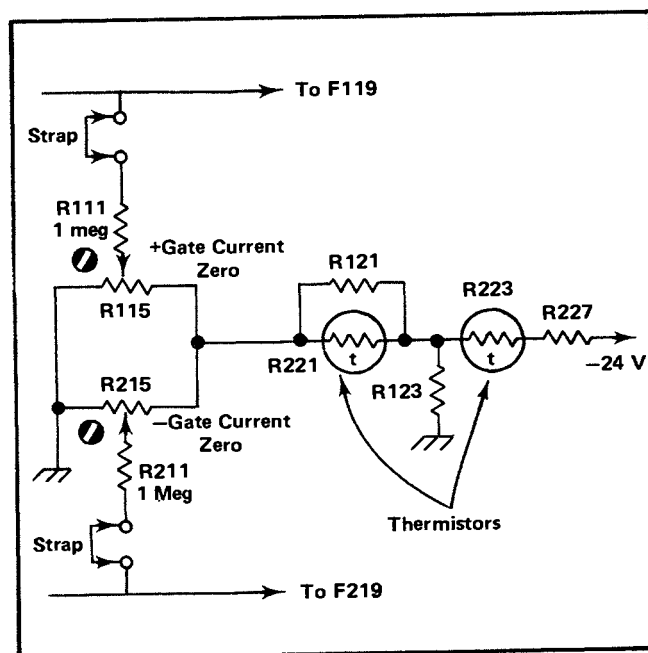 To F119
Strap
R111
1 meg
+Gate Current
Zero
R115
R121
R223
R227
R221
t
t
−24 V
R215
R123
−Gate Current
Zero
R211
1 Meg
Thermistors
Strap
To F219